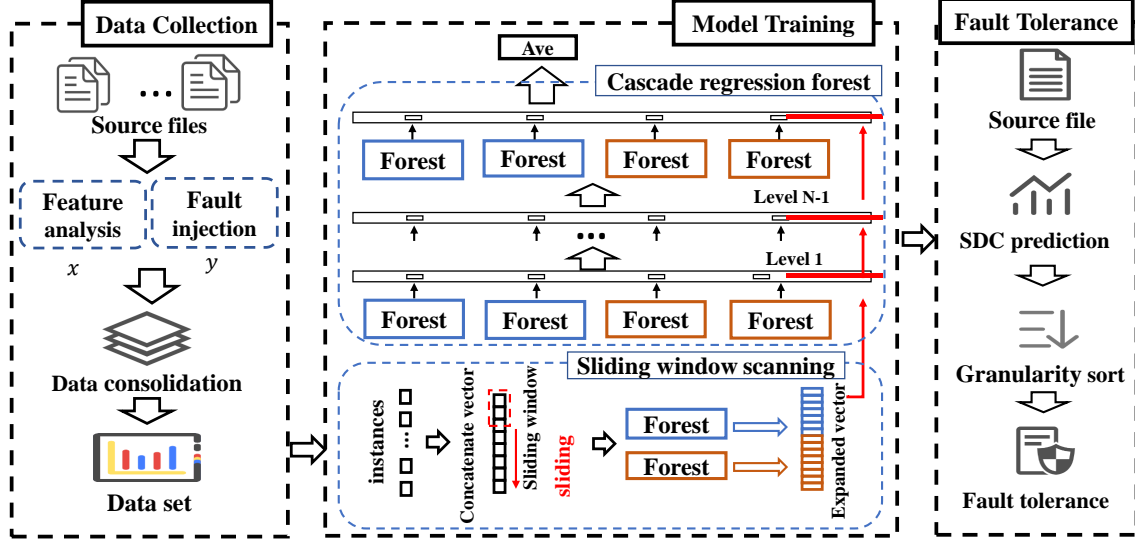 Data Collection
Source files
Feature
analysis
Fault
injection
x
y
Data consolidation
Data set
Model Training
Ave
Cascade regression forest
Forest
Forest
Forest
Forest
Level N-1
...
Level 1
Forest
Forest
Forest
Forest
Sliding window scanning
instances
...
Concatenate vector
Sliding window
sliding
Forest
Forest
Expanded vector
Fault Tolerance
Source file
SDC prediction
Granularity sort
Fault tolerance